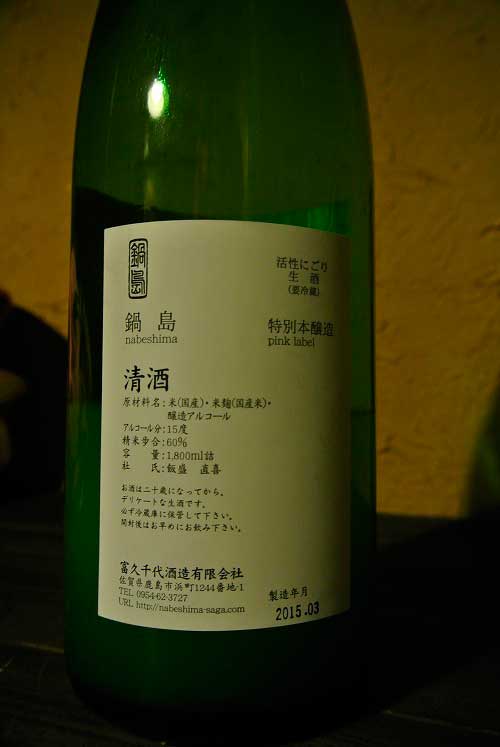 鍋島
活性にごり
生酒
(要冷蔵)
鍋島
nabeshima
特別本醸造
pink label
清酒
原材料名：米(国産)・米麹(国産米)・
醸造アルコール
アルコール分：15度
精米歩合：60%
容量：1,800ml詰
杜氏：飯盛 直喜
お酒は二十歳になってから。
デリケートな生酒です。
必ず冷蔵庫に保管して下さい。
開封後はお早めにお飲み下さい。
富久千代酒造有限会社
佐賀県鹿島市浜町1244番地-1
TEL 0954-62-3727
URL http://nabeshima-saga.com
製造年月
2015.03